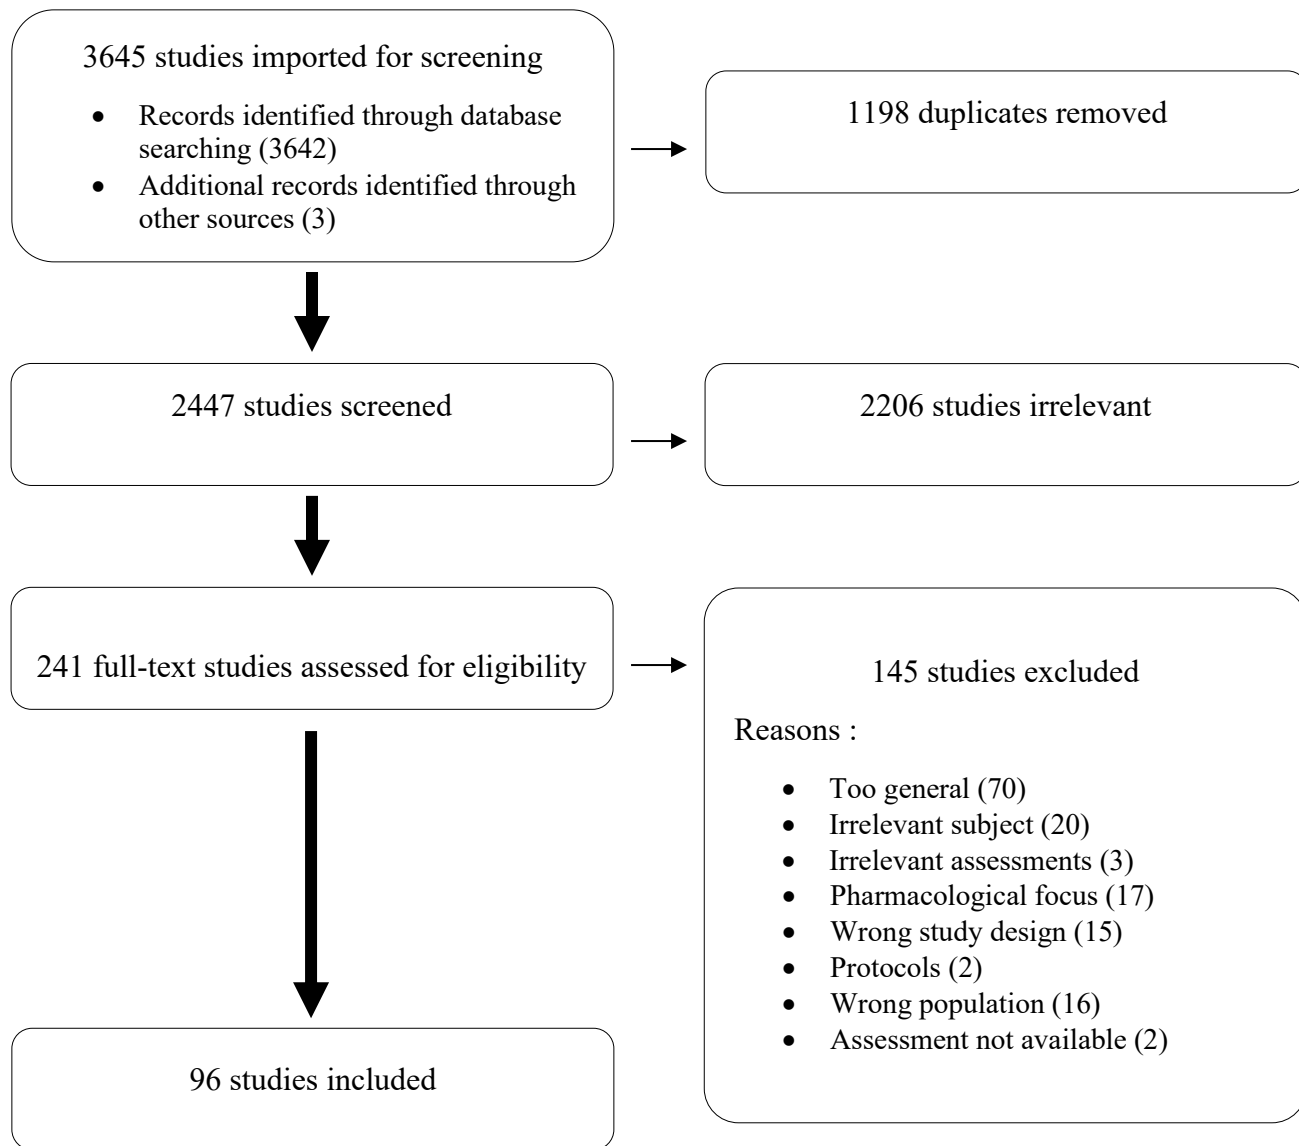 3645 studies imported for screening
• Records identified through database
searching (3642)
• Additional records identified through
other sources (3)
1198 duplicates removed
2447 studies screened
2206 studies irrelevant
241 full-text studies assessed for eligibility
145 studies excluded
Reasons :
• Too general (70)
• Irrelevant subject (20)
• Irrelevant assessments (3)
• Pharmacological focus (17)
• Wrong study design (15)
• Protocols (2)
• Wrong population (16)
• Assessment not available (2)
96 studies included